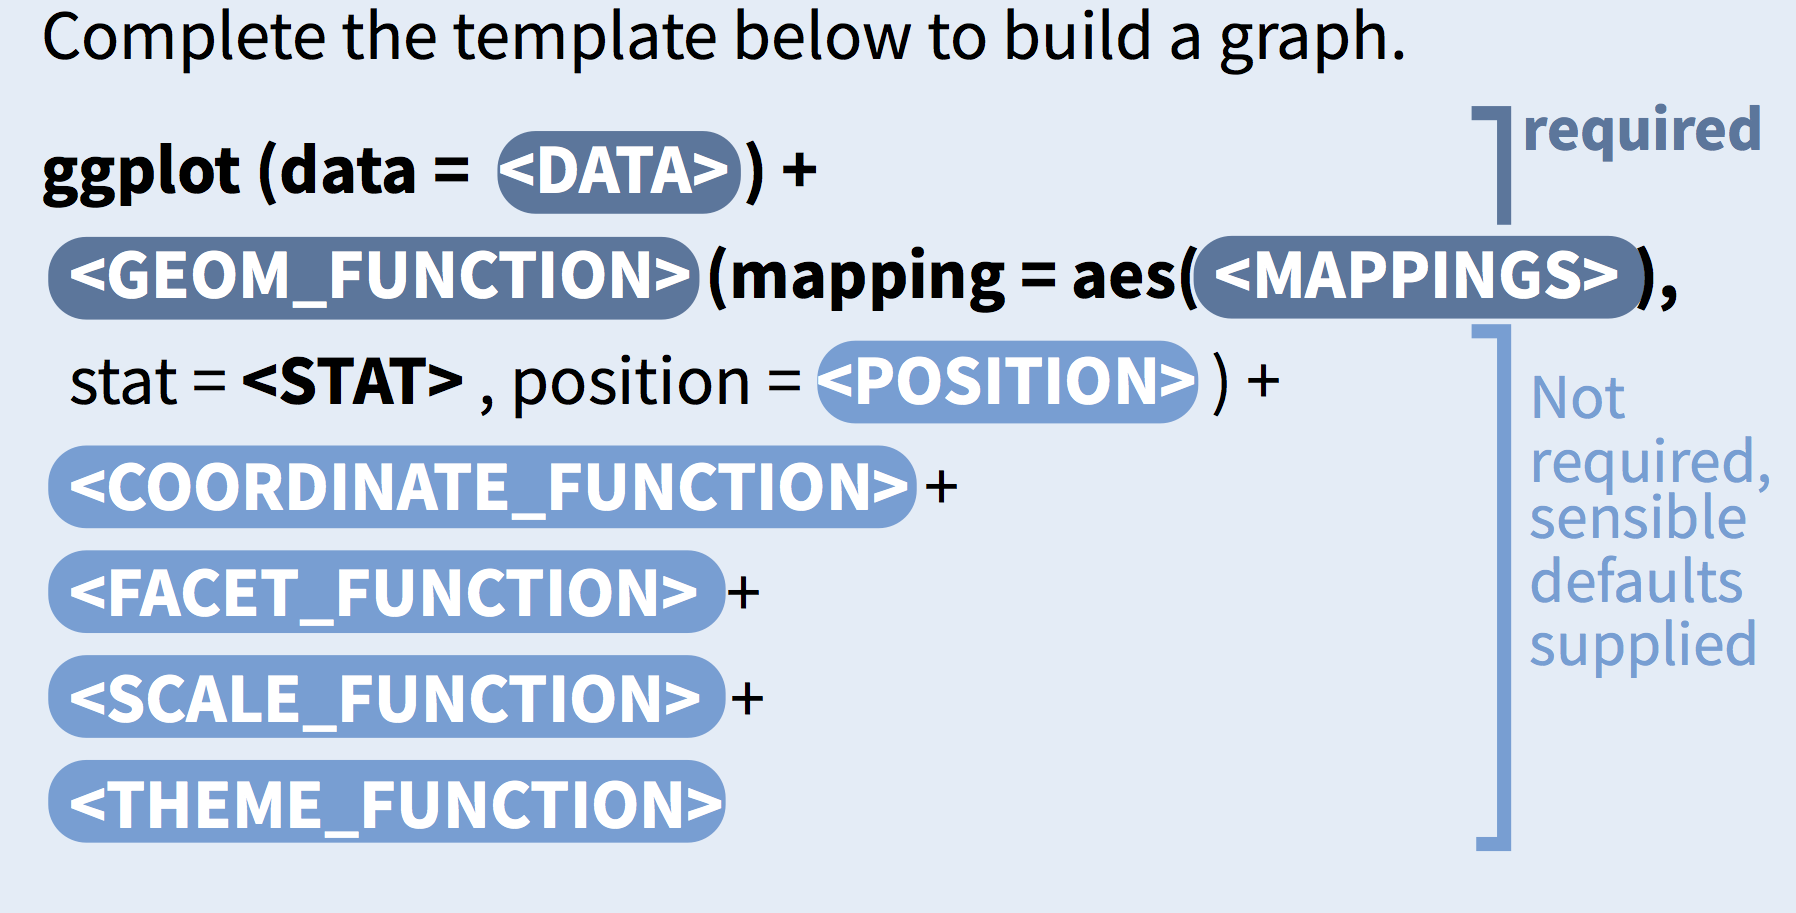 Complete the template below to build a graph.
ggplot (data = <DATA>) +
<GEOM_FUNCTION>(mapping = aes(<MAPPINGS>),
stat = <STAT> , position = <POSITION> ) +
<COORDINATE_FUNCTION> +
<FACET_FUNCTION> +
<SCALE_FUNCTION> +
<THEME_FUNCTION>
required
Not
required,
sensible
defaults
supplied